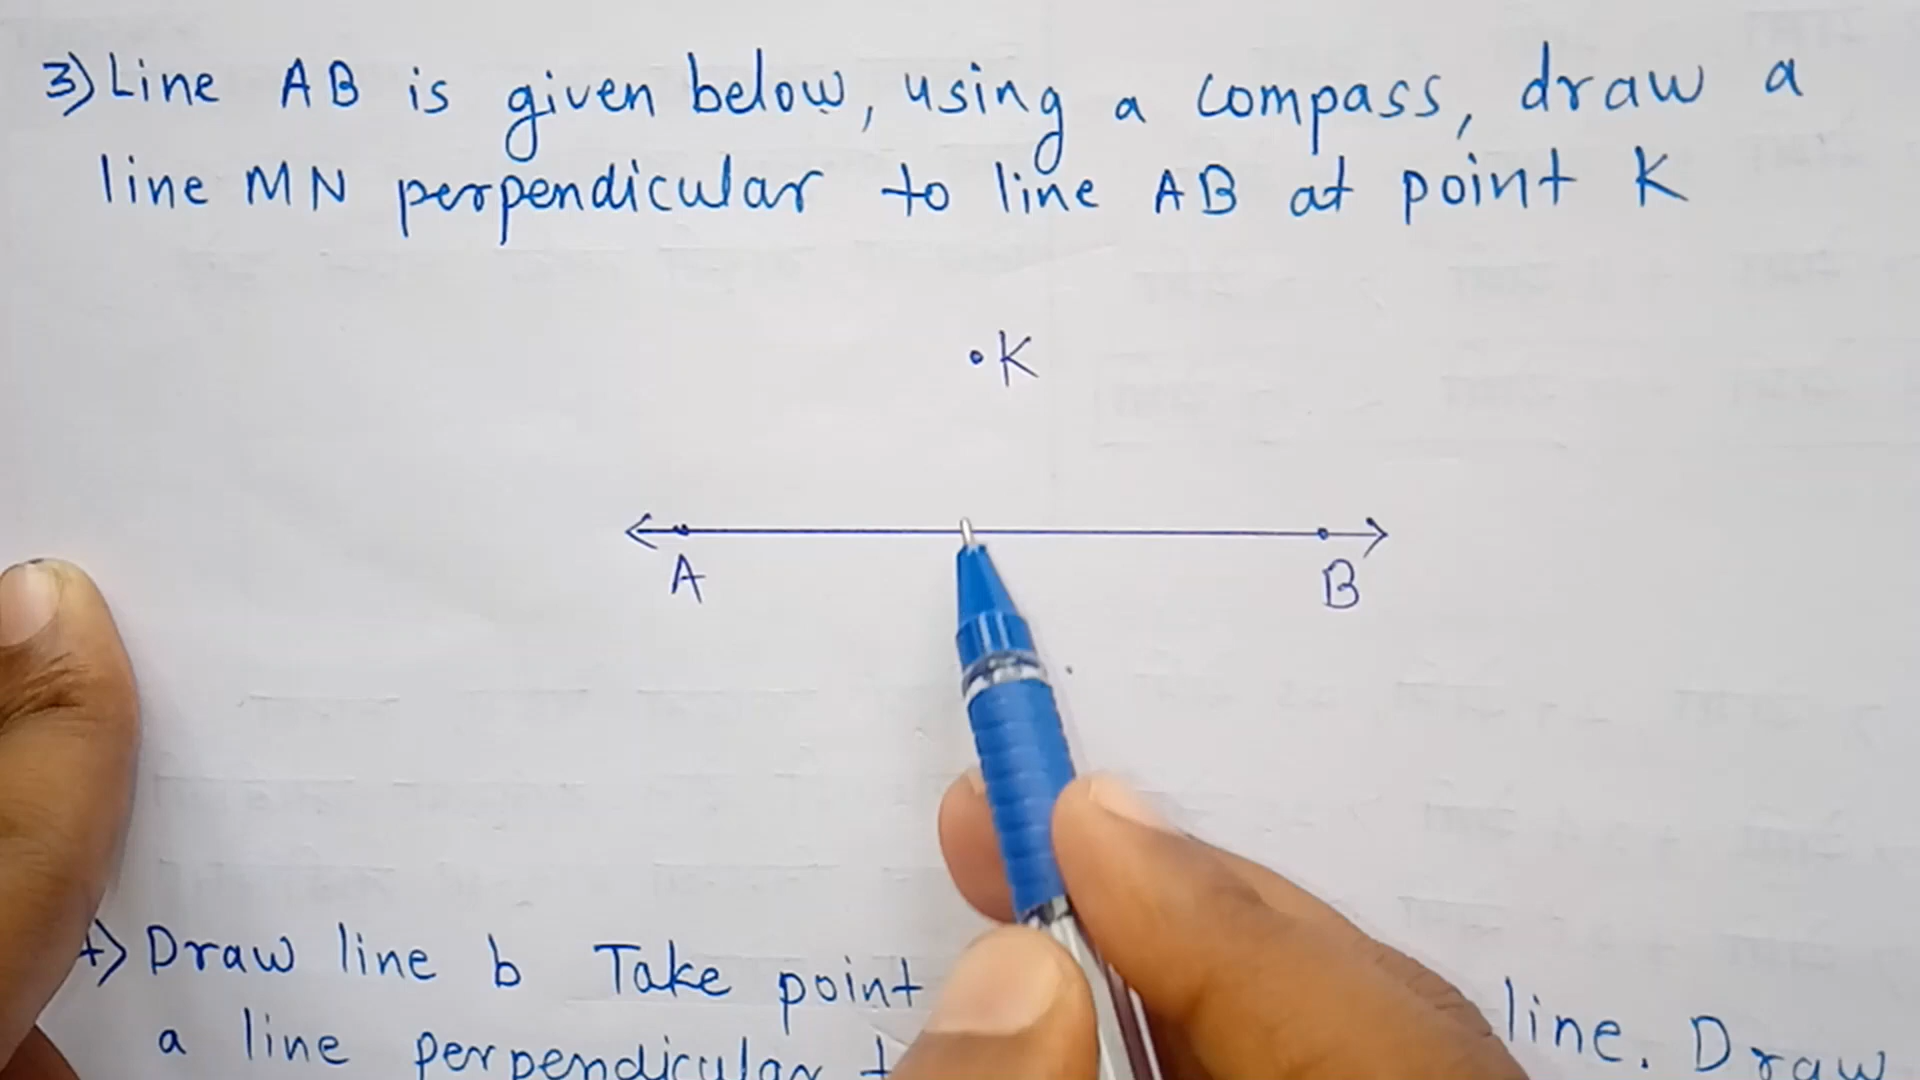 3) Line AB is given below, using a compass, draw a
line MN perpendicular to line AB at point K
K
A
B
Draw line b Take point line. Draw
a line perpendicular